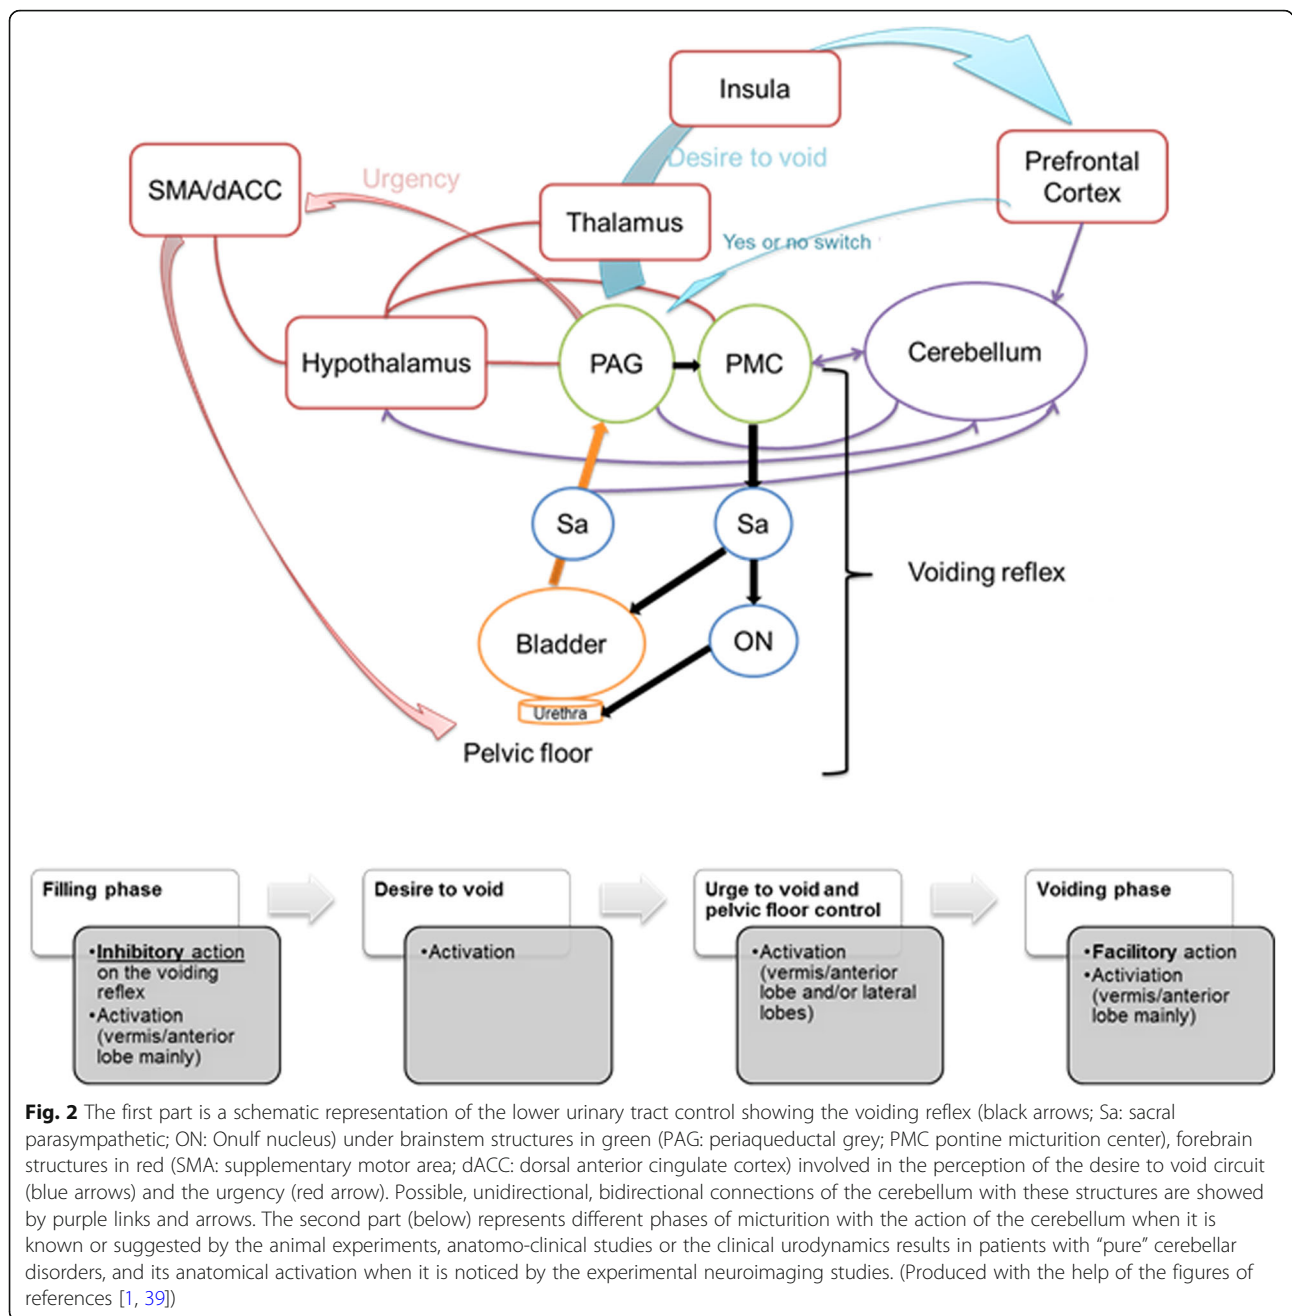 Insula
Desire to void
Prefrontal
Cortex
SMA/dACC
Urgency
Thalamus
Yes or no switch
Hypothalamus
PAG
PMC
Cerebellum
Sa
Sa
Voiding reflex
Bladder
ON
Urethra
Pelvic floor
Filling phase
•Inhibitory action
on the voiding
reflex
•Activation
(vermis/anterior
lobe mainly)
Desire to void
•Activation
Urge to void and
pelvic floor control
•Activation
(vermis/anterior
lobe and/or lateral
lobes)
Voiding phase
•Facilitory action
•Activiation
(vermis/anterior
lobe mainly)
Fig. 2 The first part is a schematic representation of the lower urinary tract control showing the voiding reflex (black arrows; Sa: sacral
parasympathetic; ON: Onulf nucleus) under brainstem structures in green (PAG: periaqueductal grey; PMC pontine micturition center), forebrain
structures in red (SMA: supplementary motor area; dACC: dorsal anterior cingulate cortex) involved in the perception of the desire to void circuit
(blue arrows) and the urgency (red arrow). Possible, unidirectional, bidirectional connections of the cerebellum with these structures are showed
by purple links and arrows. The second part (below) represents different phases of micturition with the action of the cerebellum when it is
known or suggested by the animal experiments, anatomo-clinical studies or the clinical urodynamics results in patients with “pure” cerebellar
disorders, and its anatomical activation when it is noticed by the experimental neuroimaging studies. (Produced with the help of the figures of
references [1, 39])